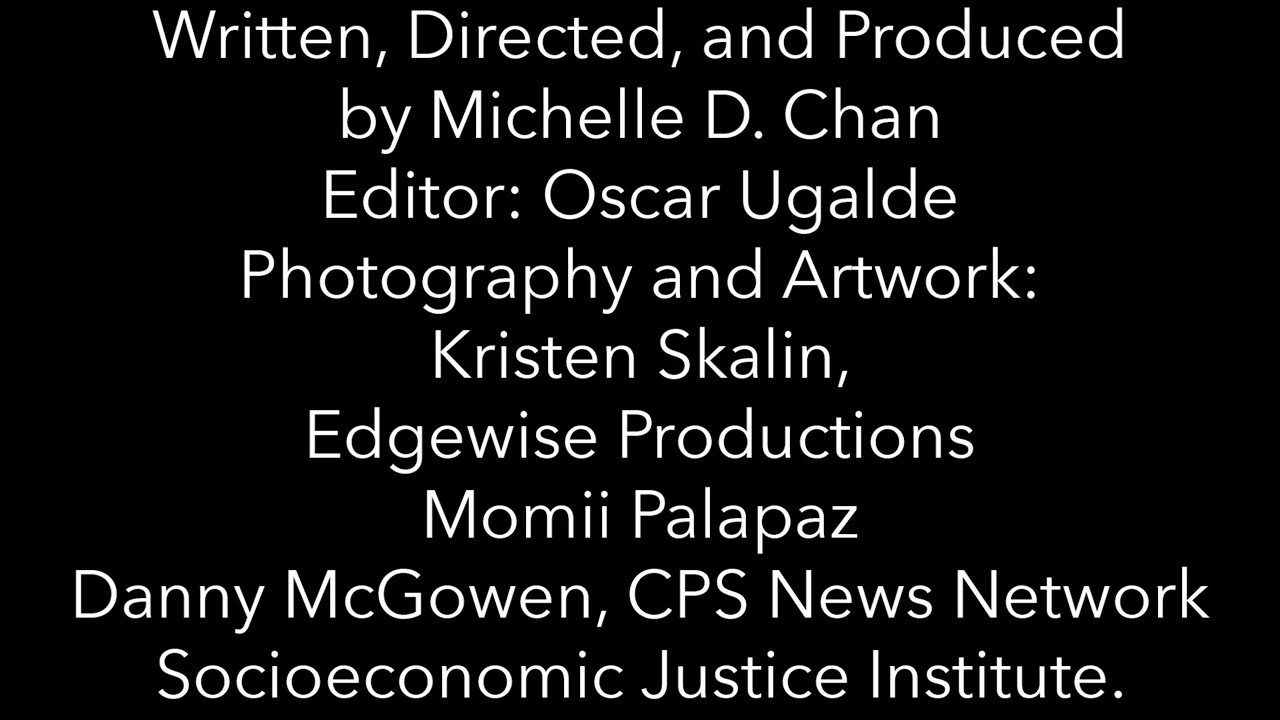 Written, Directed, and Produced
by Michelle D. Chan
Editor: Oscar Ugalde
Photography and Artwork:
Kristen Skalin,
Edgewise Productions
Momii Palapaz
Danny McGowen, CPS News Network
Socioeconomic Justice Institute.